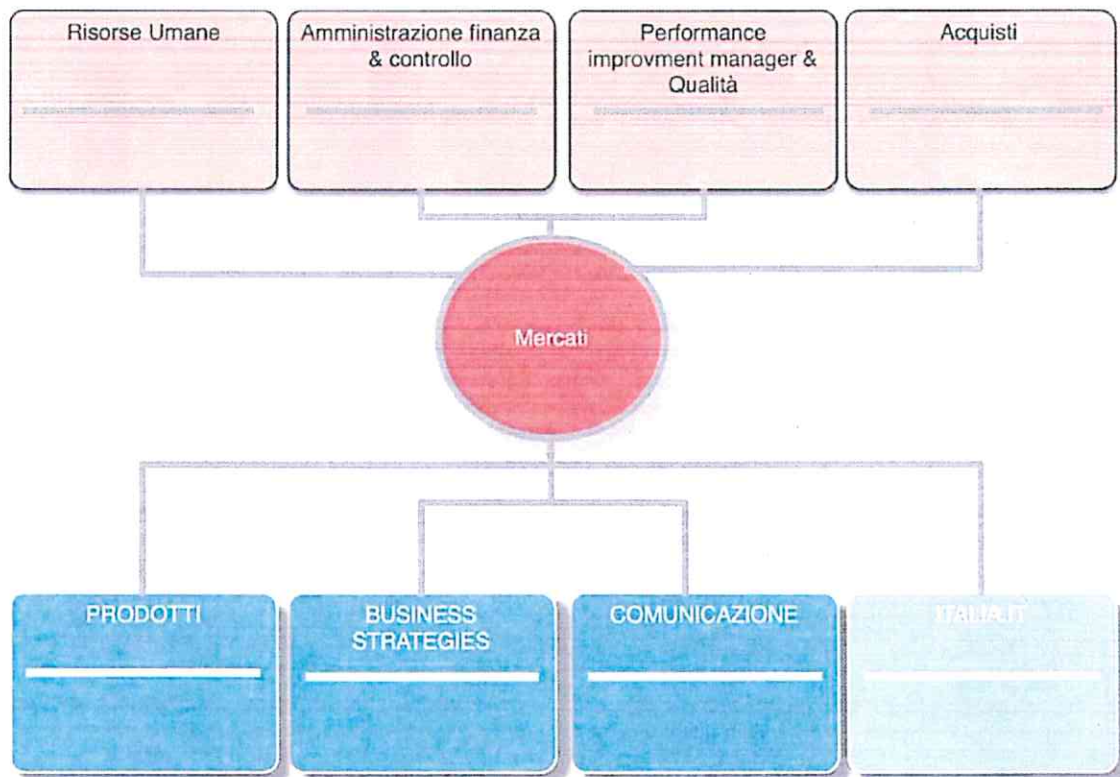 Risorse Umane
Amministrazione finanza
& controllo
Performance
improvment manager &
Qualità
Acquisti
Mercati
PRODOTTI
BUSINESS
STRATEGIES
COMUNICAZIONE
ITALIA.IT